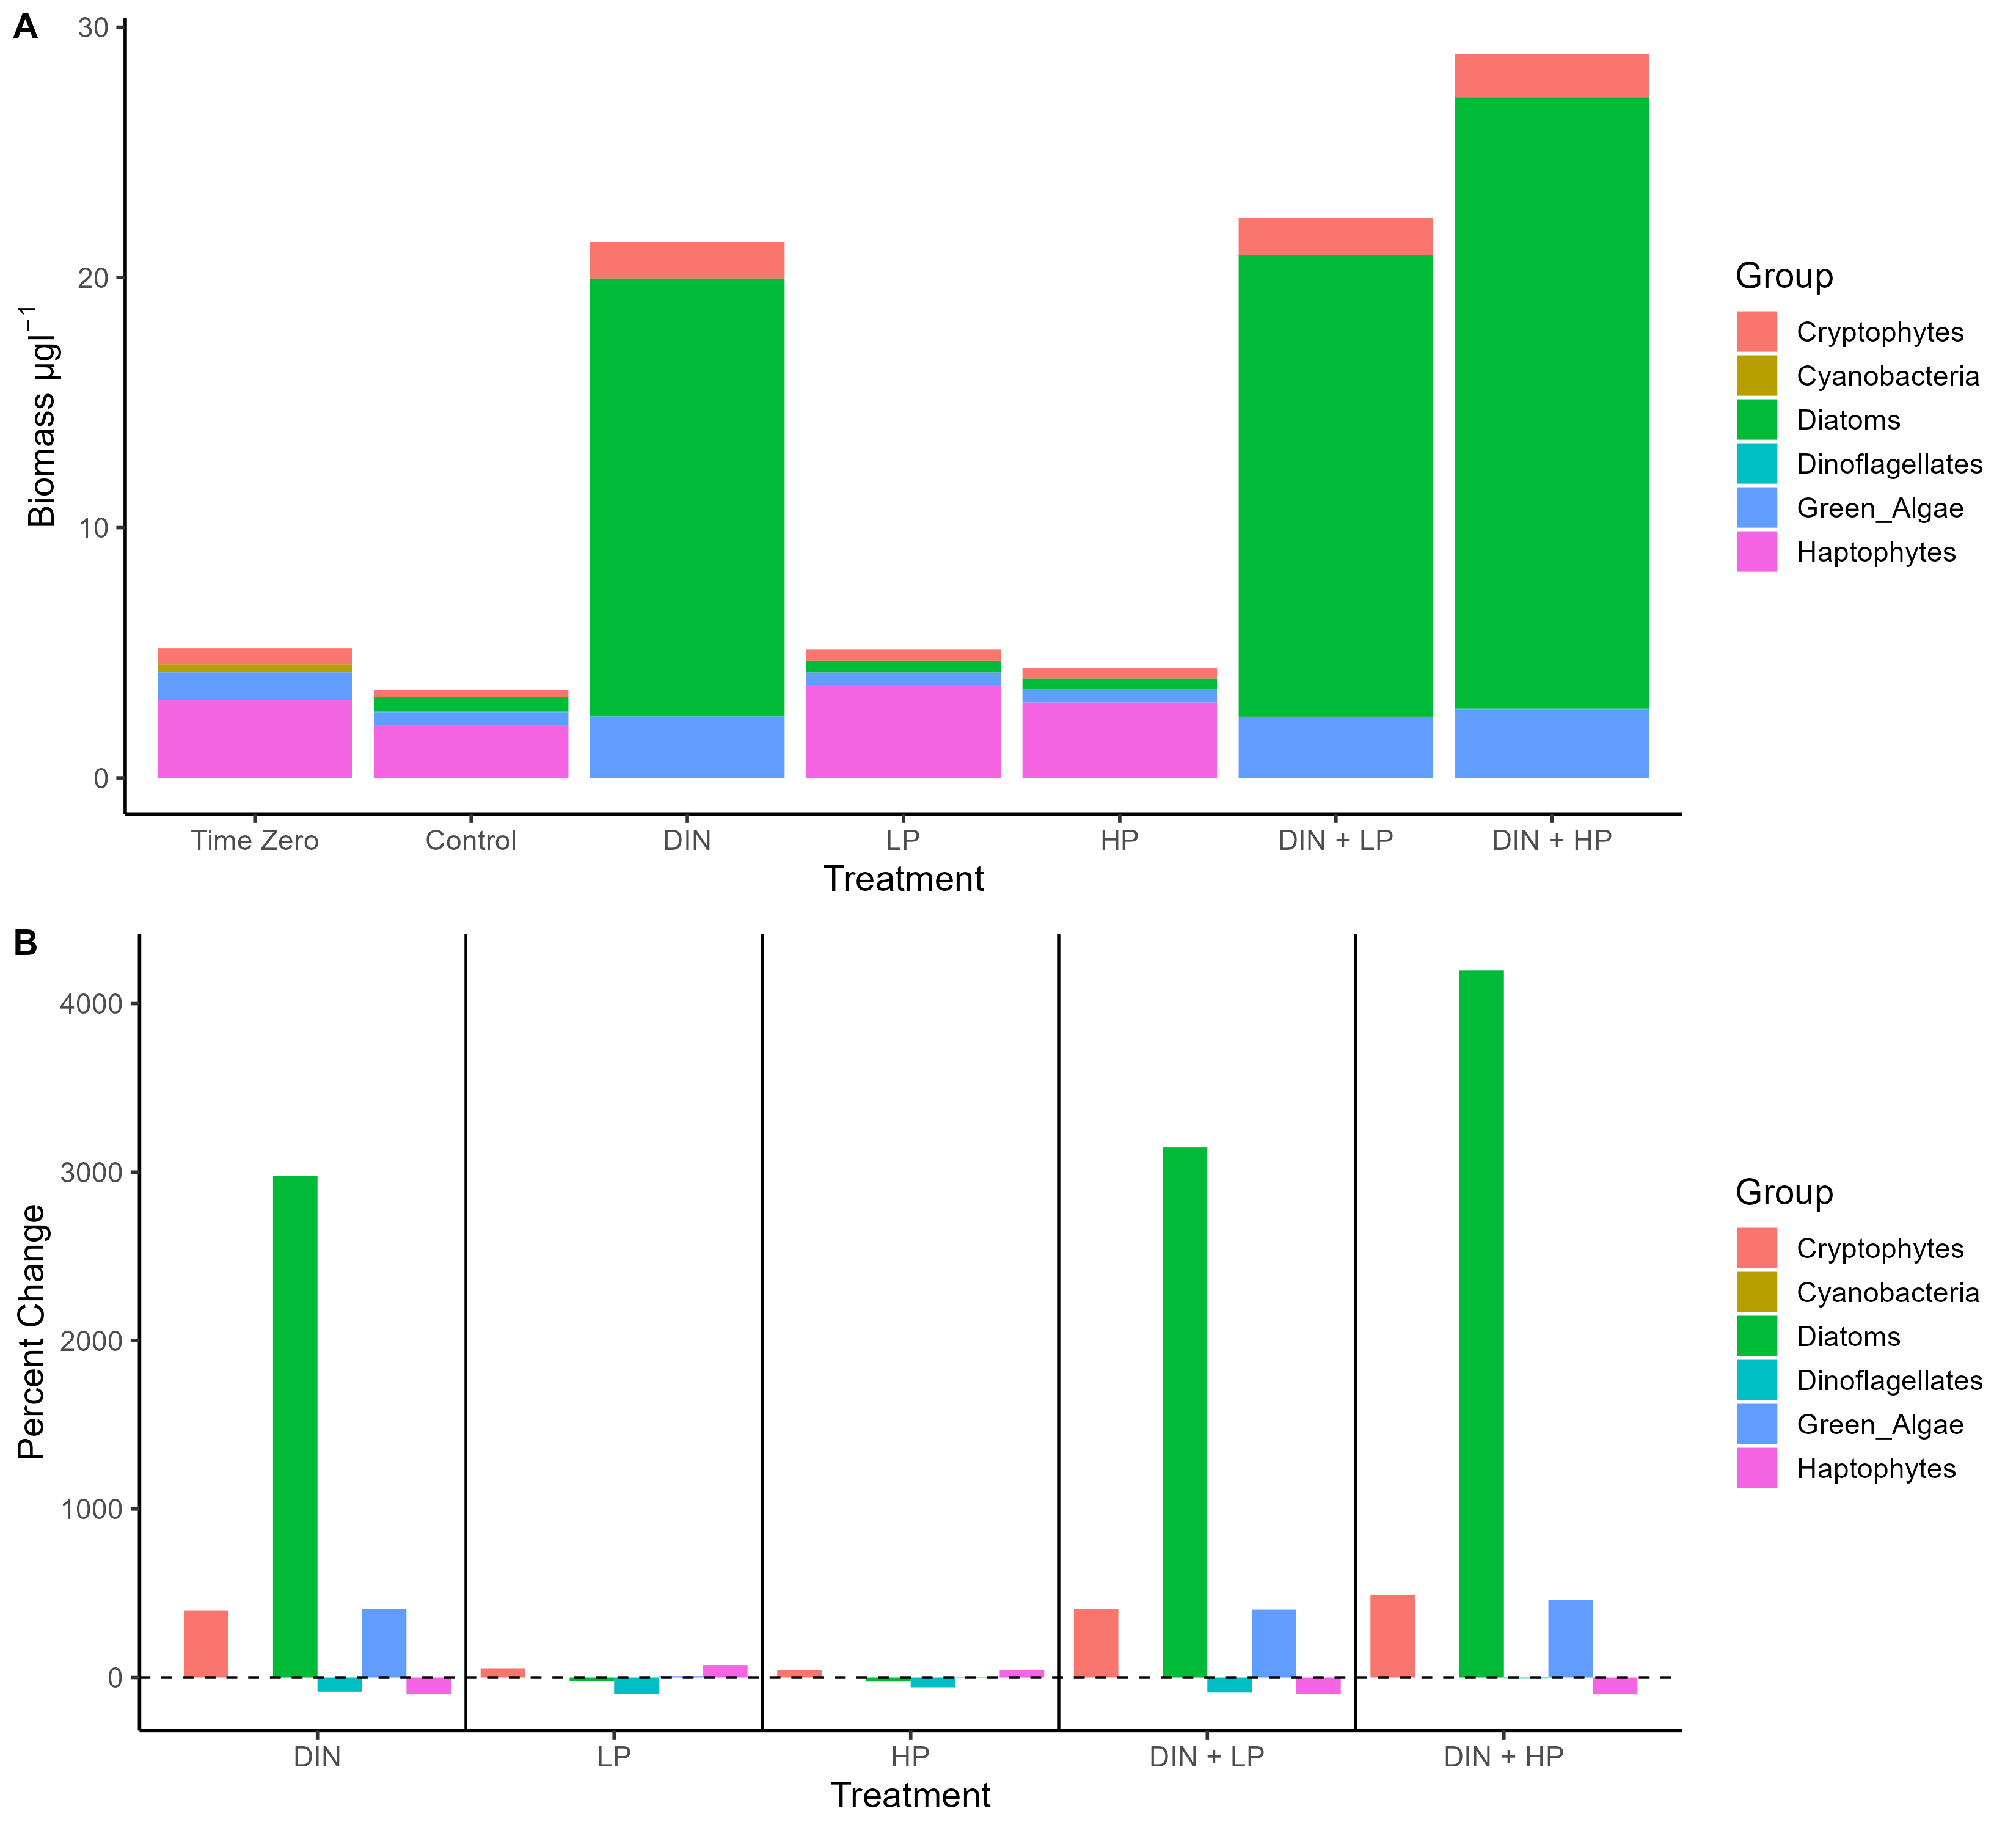 A
30
20
10
0
Biomass µgl⁻¹
Time Zero Control DIN LP HP DIN + LP DIN + HP
Treatment
Group
Cryptophytes
Cyanobacteria
Diatoms
Dinoflagellates
Green_Algae
Haptophytes
B
4000
3000
2000
1000
0
Percent Change
DIN LP HP DIN + LP DIN + HP
Treatment
Group
Cryptophytes
Cyanobacteria
Diatoms
Dinoflagellates
Green_Algae
Haptophytes